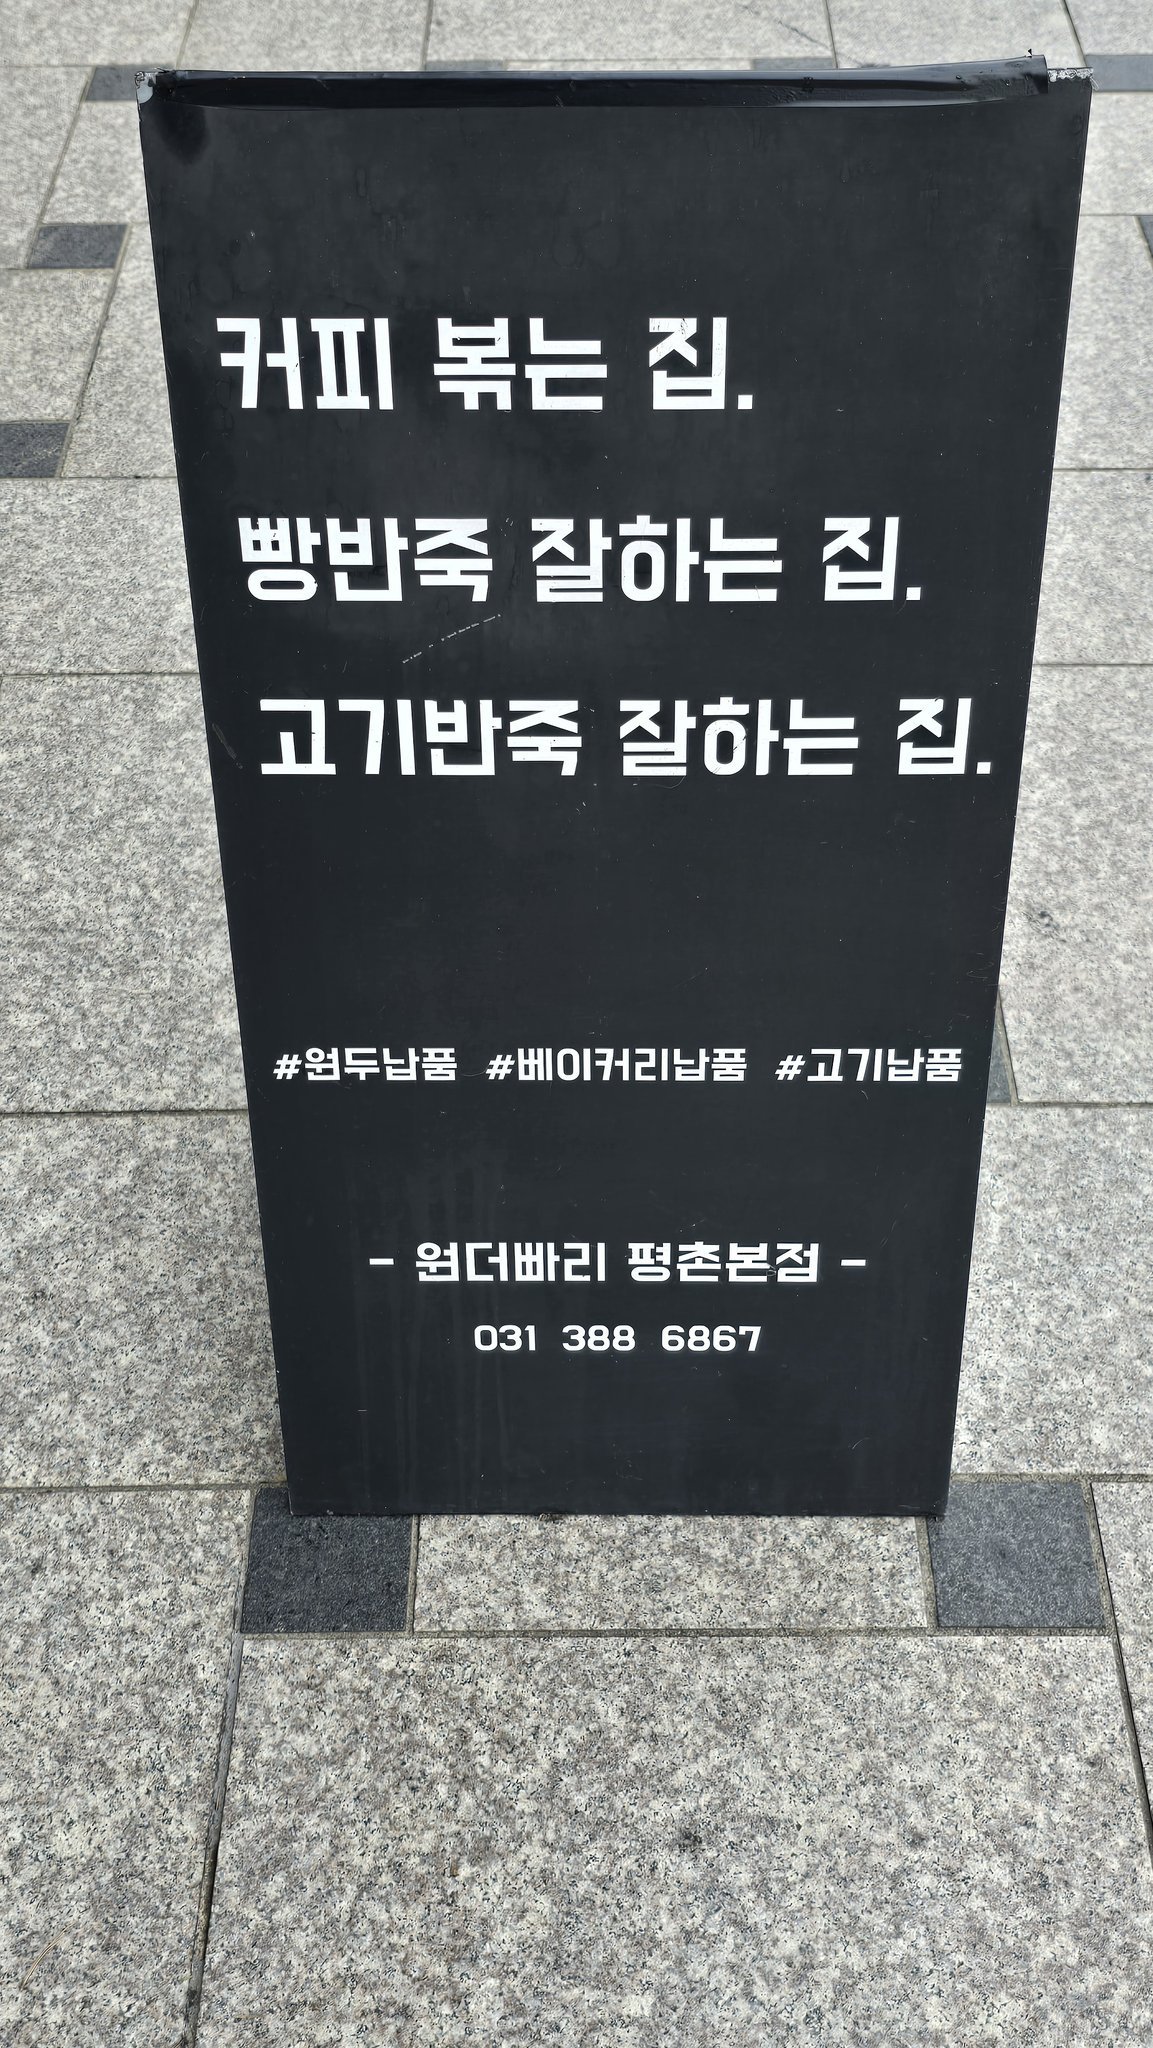 커피 볶는 집.
빵반죽 잘하는 집.
고기반죽 잘하는 집.
#원두납품 #베이커리납품 #고기납품
- 원더빠리 평촌본점 -
031 388 6867